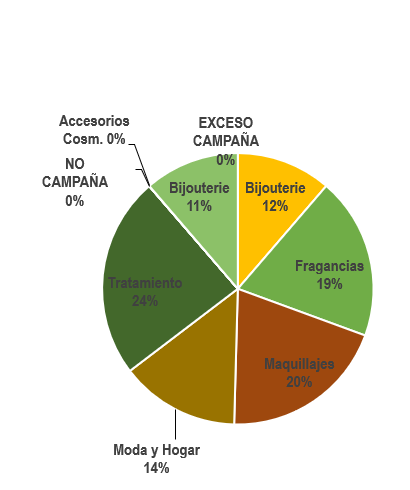 Accesorios
Cosm. 0%
EXCESO
CAMPAÑA
0%
NO
CAMPAÑA
0%
Bijouterie
11%
Bijouterie
12%
Fragancias
19%
Tratamiento
24%
Maquillajes
20%
Moda y Hogar
14%